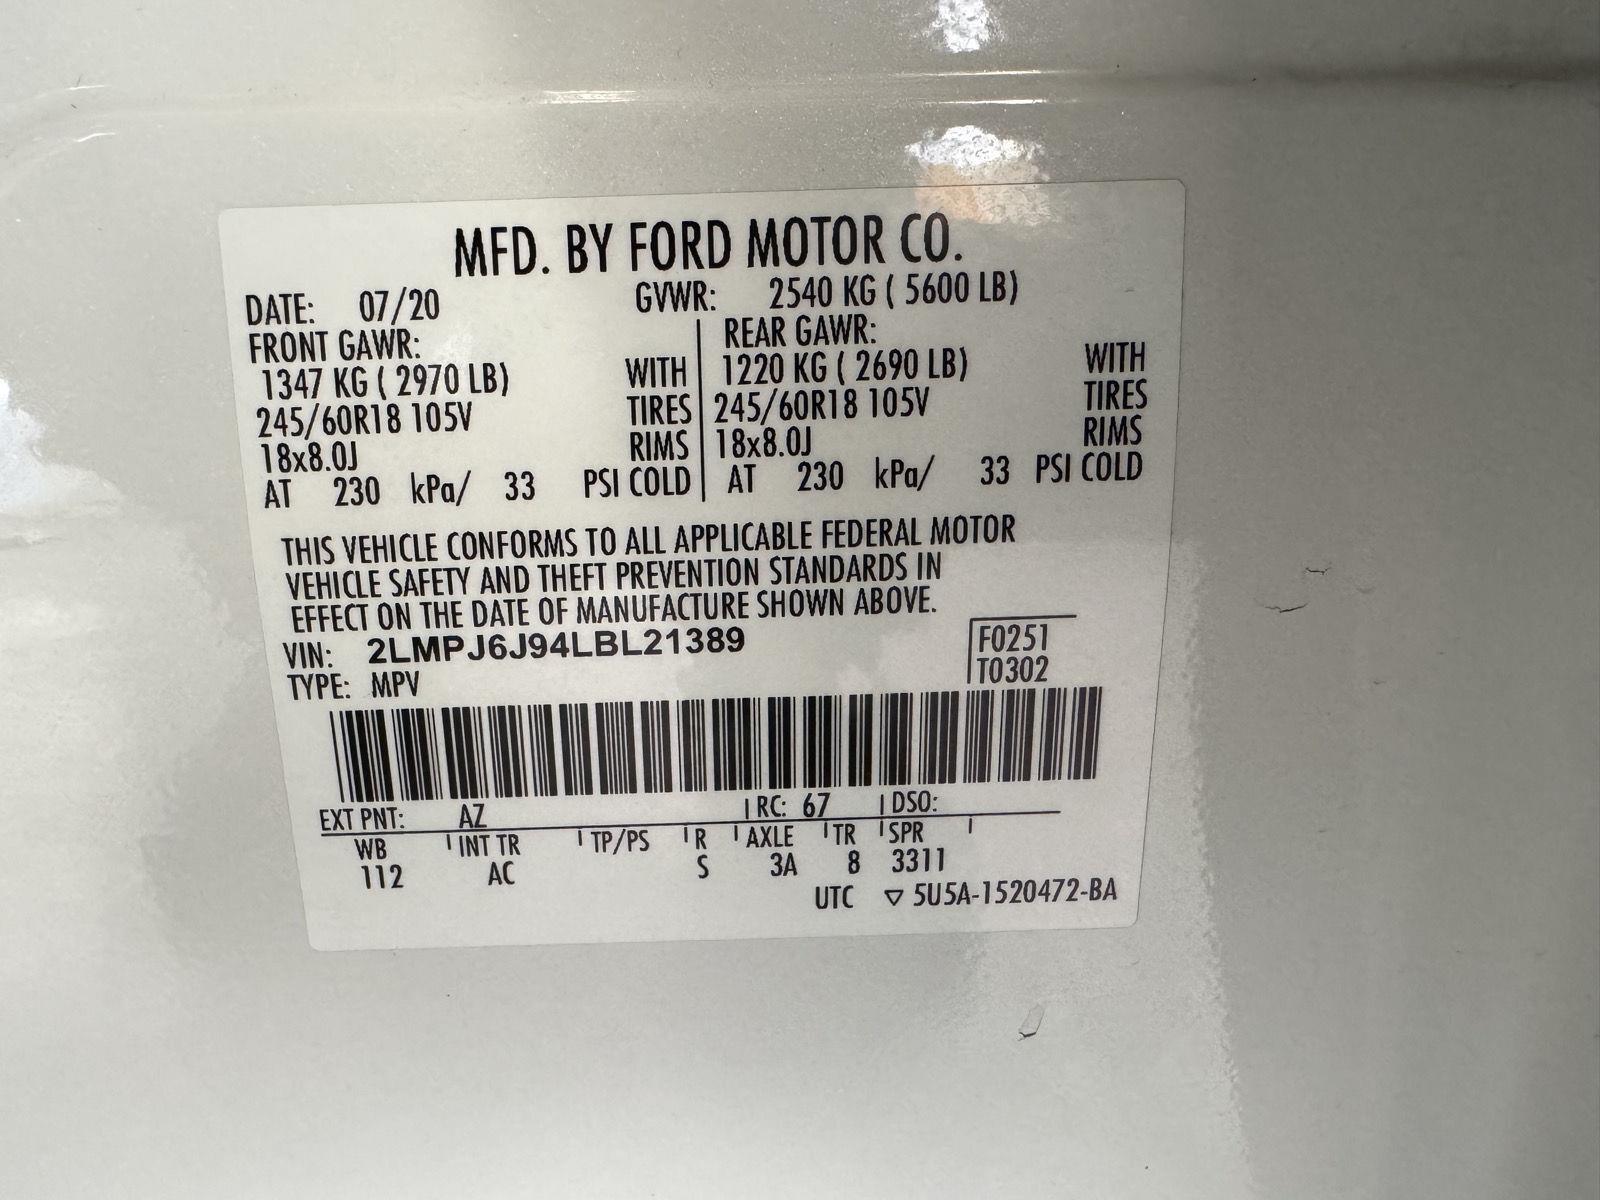 MFD. BY FORD MOTOR CO.
DATE: 07/20 GVWR: 2540 KG ( 5600 LB)
FRONT GAWR: REAR GAWR:
1347 KG ( 2970 LB) WITH 1220 KG ( 2690 LB) WITH
245/60R18 105V TIRES 245/60R18 105V TIRES
18x8.0J RIMS 18x8.0J RIMS
AT 230 kPa/ 33 PSI COLD AT 230 kPa/ 33 PSI COLD
THIS VEHICLE CONFORMS TO ALL APPLICABLE FEDERAL MOTOR
VEHICLE SAFETY AND THEFT PREVENTION STANDARDS IN
EFFECT ON THE DATE OF MANUFACTURE SHOWN ABOVE.
VIN: 2LMPJ6J94LBL21389 F0251
TYPE: MPV T0302
EXT PNT: AZ RC: 67 DSO:
WB INT TR TP/PS R AXLE TR SPR
112 AC S 3A 8 3311
UTC ▽ 5U5A-1520472-BA